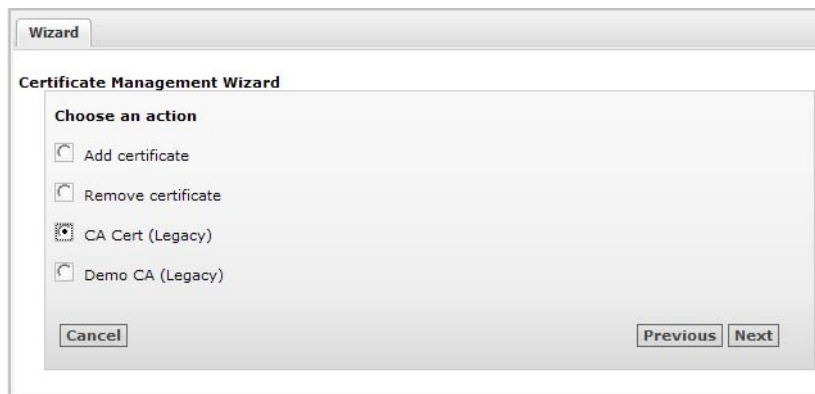 Wizard
Certificate Management Wizard
Choose an action
Add certificate
Remove certificate
CA Cert (Legacy)
Demo CA (Legacy)
Cancel Previous Next